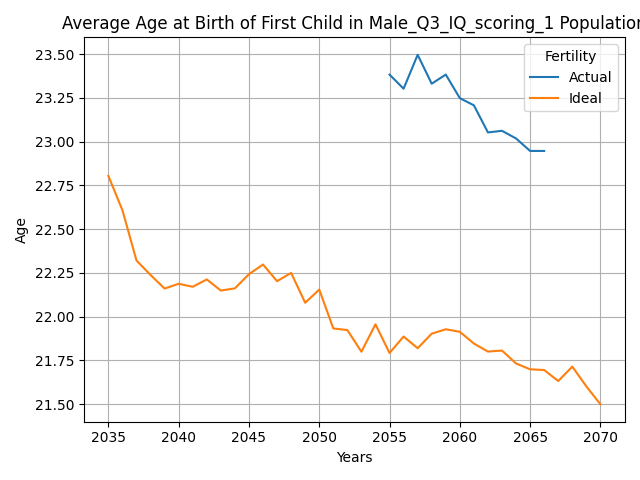 Average Age at Birth of First Child in Male_Q3_IQ_scoring_1 Population
Fertility
Actual
Ideal
23.50
23.25
23.00
22.75
22.50
22.25
22.00
21.75
21.50
Age
2035 2040 2045 2050 2055 2060 2065 2070
Years